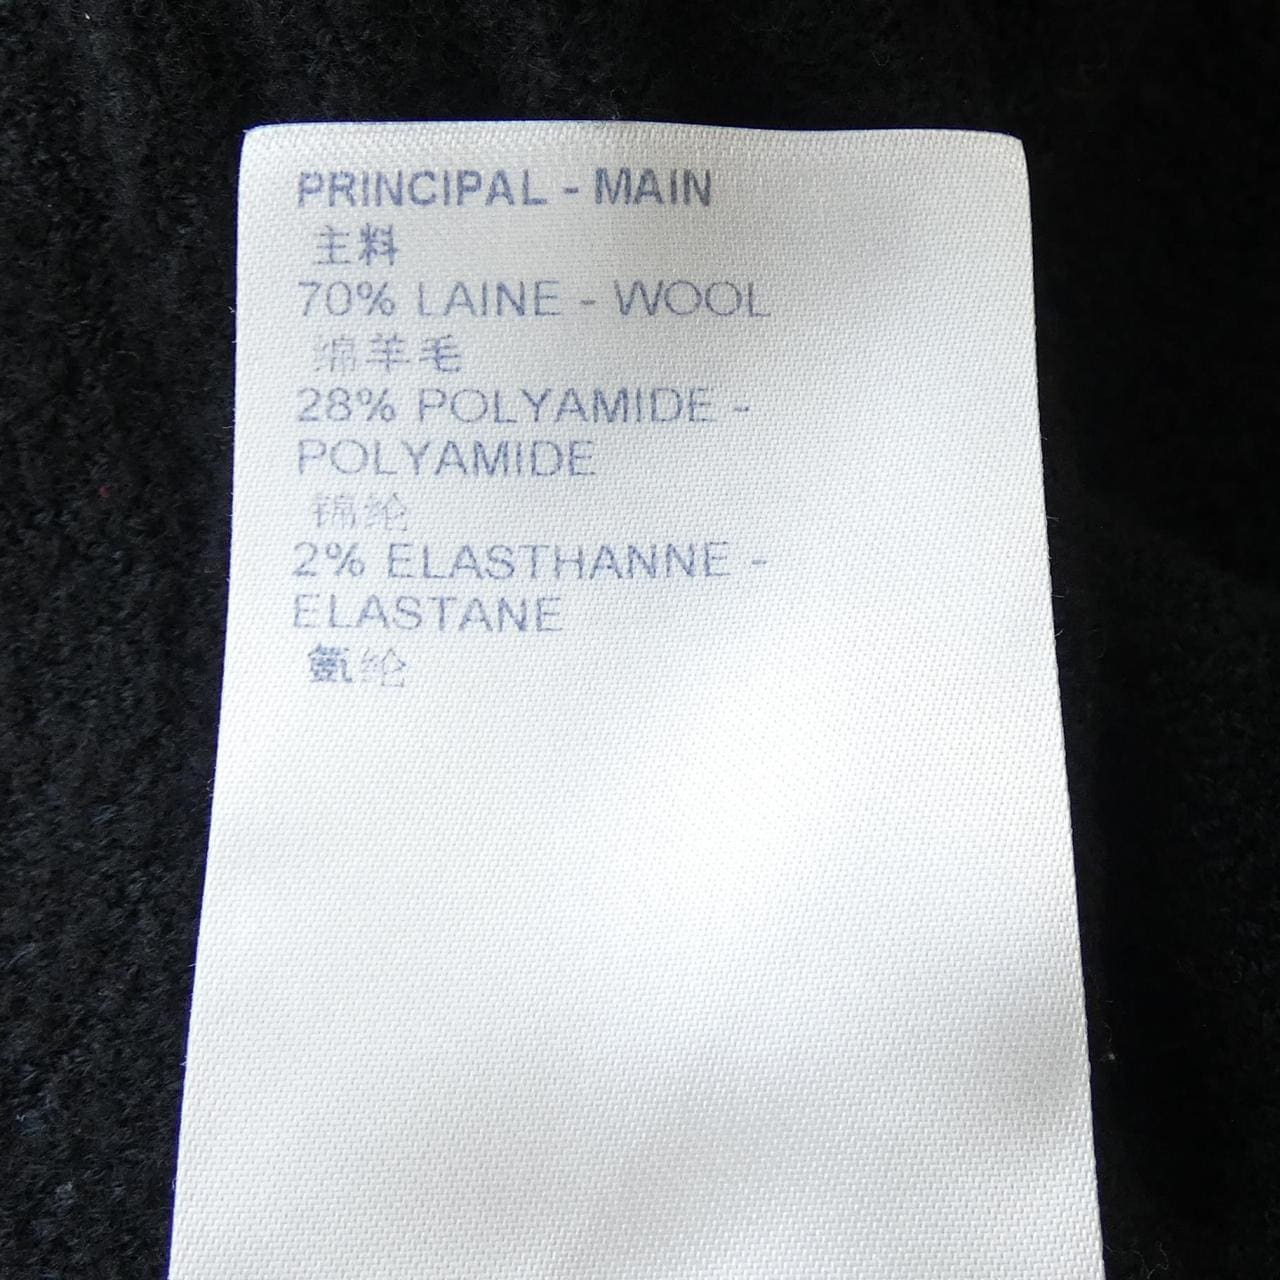 PRINCIPAL - MAIN
主料
70% LAINE - WOOL
绵羊毛
28% POLYAMIDE -
POLYAMIDE
锦纶
2% ELASTHANNE -
ELASTANE
氨纶